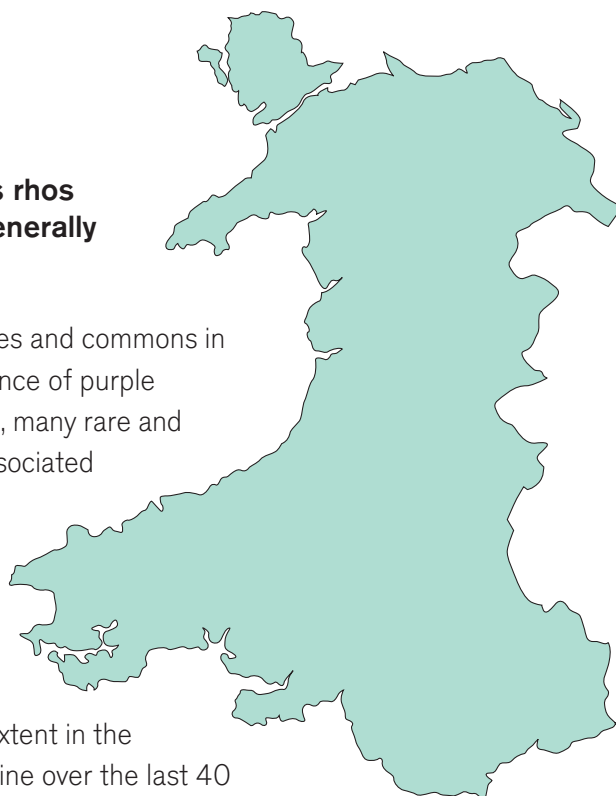 s rhos
enerally
es and commons in
nce of purple
, many rare and
sociated
xtent in the
ine over the last 40